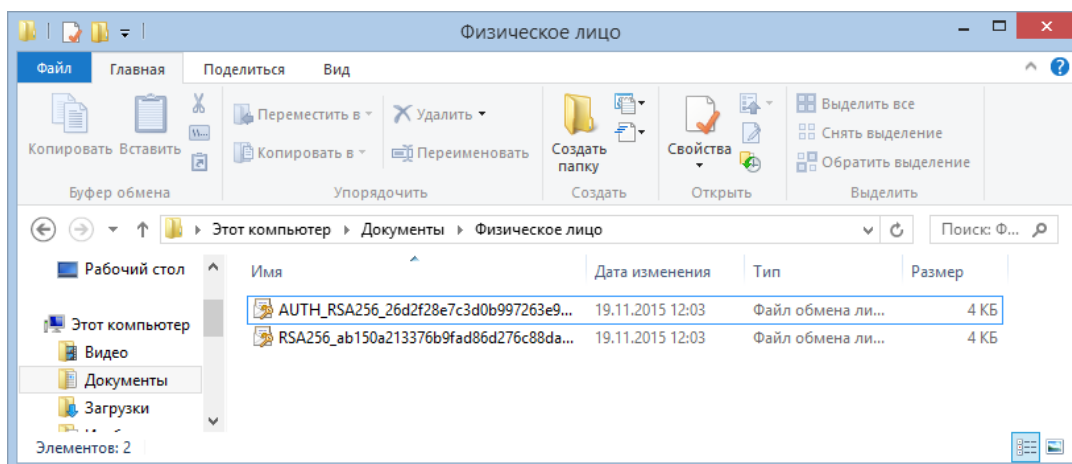 Физическое лицо
Файл Главная Поделиться Вид
Копировать Вставить
Переместить в
Копировать в
Удалить
Переименовать
Создать папку
Свойства
Выделить все
Снять выделение
Обратить выделение
Буфер обмена Упорядочить Создать Открыть Выделить
Этот компьютер Документы Физическое лицо Поиск: Ф...
Рабочий стол
Этот компьютер
Видео
Документы
Загрузки
Имя Дата изменения Тип Размер
AUTH_RSA256_26d2f28e7c3d0b997263e9... 19.11.2015 12:03 Файл обмена ли... 4 КБ
RSA256_ab150a213376b9fad86d276c88da... 19.11.2015 12:03 Файл обмена ли... 4 КБ
Элементов: 2